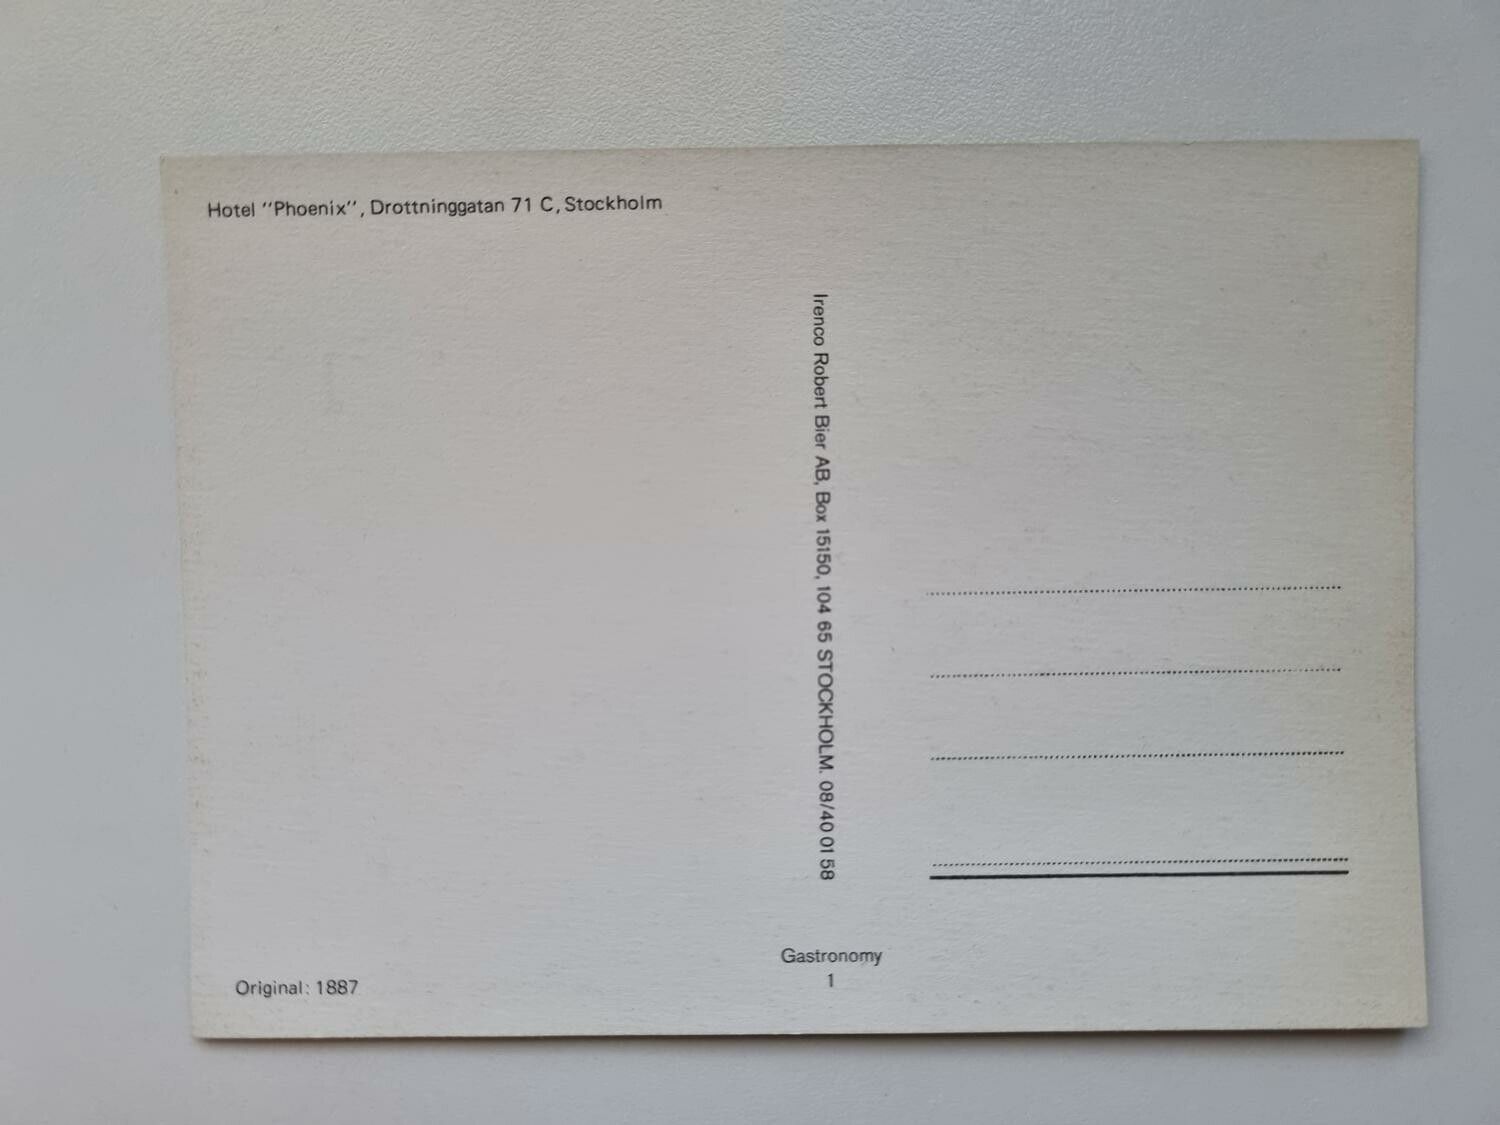 Hotel ''Phoenix'', Drottninggatan 71 C, Stockholm
Irenco Robert Bier AB, Box 15150, 104 65 STOCKHOLM. 08/40 01 58
Gastronomy
1
Original: 1887